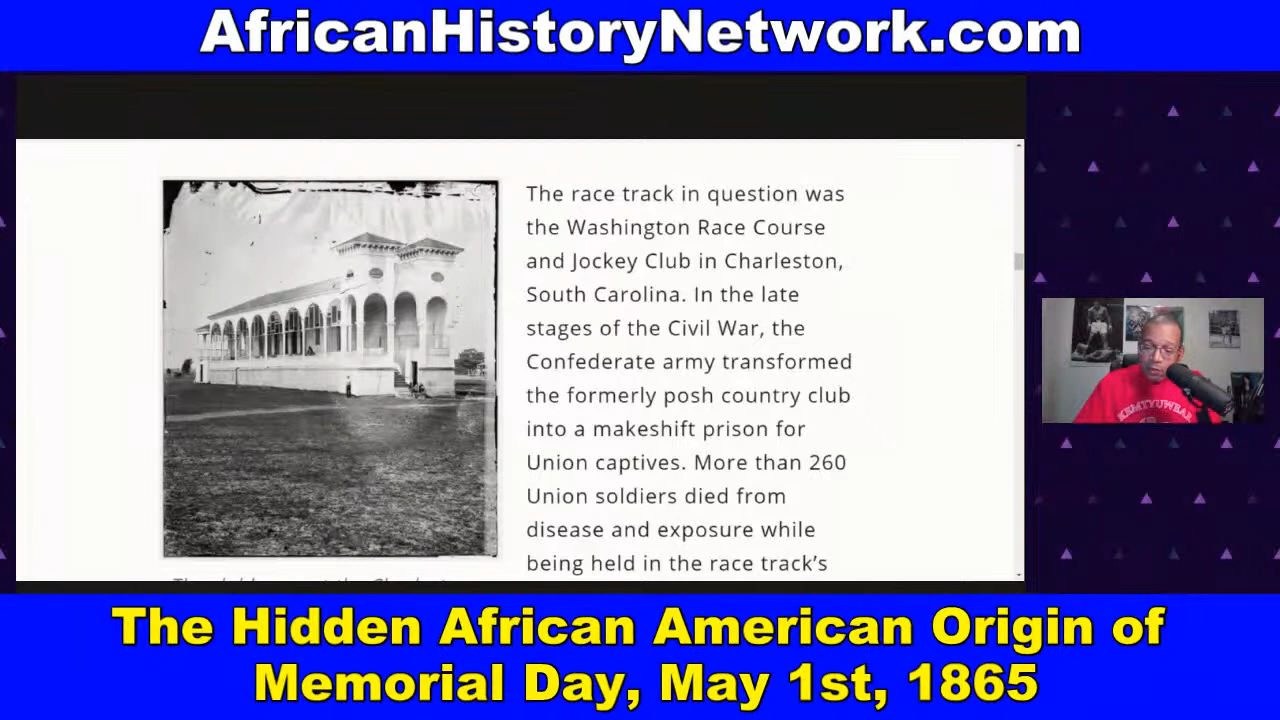 AfricanHistoryNetwork.com
The race track in question was
the Washington Race Course
and Jockey Club in Charleston,
South Carolina. In the late
stages of the Civil War, the
Confederate army transformed
the formerly posh country club
into a makeshift prison for
Union captives. More than 260
Union soldiers died from
disease and exposure while
being held in the race track's
KEMTYUWEAR
The Hidden African American Origin of
Memorial Day, May 1st, 1865